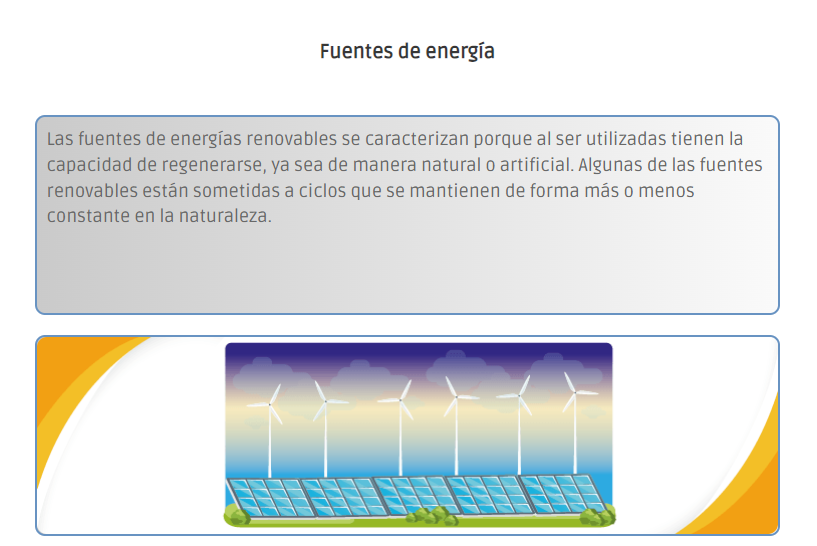 Fuentes de energía
Las fuentes de energías renovables se caracterizan porque al ser utilizadas tienen la
capacidad de regenerarse, ya sea de manera natural o artificial. Algunas de las fuentes
renovables están sometidas a ciclos que se mantienen de forma más o menos
constante en la naturaleza.